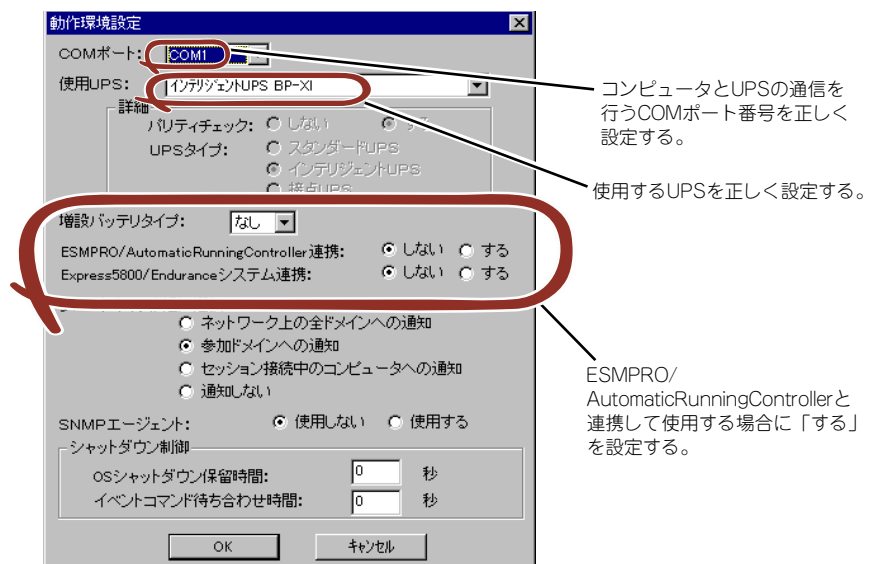 動作環境設定
COMポート: COM1
使用UPS: インテリジェントUPS BP-XI
詳細
パリティチェック: しない する
UPSタイプ: スタンダードUPS
インテリジェントUPS
接点UPS
増設バッテリタイプ: なし
ESMPRO/AutomaticRunningController連携: しない する
Express5800/Enduranceシステム連携: しない する
ネットワーク上の全ドメインへの通知
参加ドメインへの通知
セッション接続中のコンピュータへの通知
通知しない
SNMPエージェント: 使用しない 使用する
シャットダウン制御
OSシャットダウン保留時間: 0 秒
イベントコマンド待ち合わせ時間: 0 秒
OK キャンセル
コンピュータとUPSの通信を
行うCOMポート番号を正しく
設定する。
使用するUPSを正しく設定する。
ESMPRO/
AutomaticRunningControllerと
連携して使用する場合に「する」
を設定する。